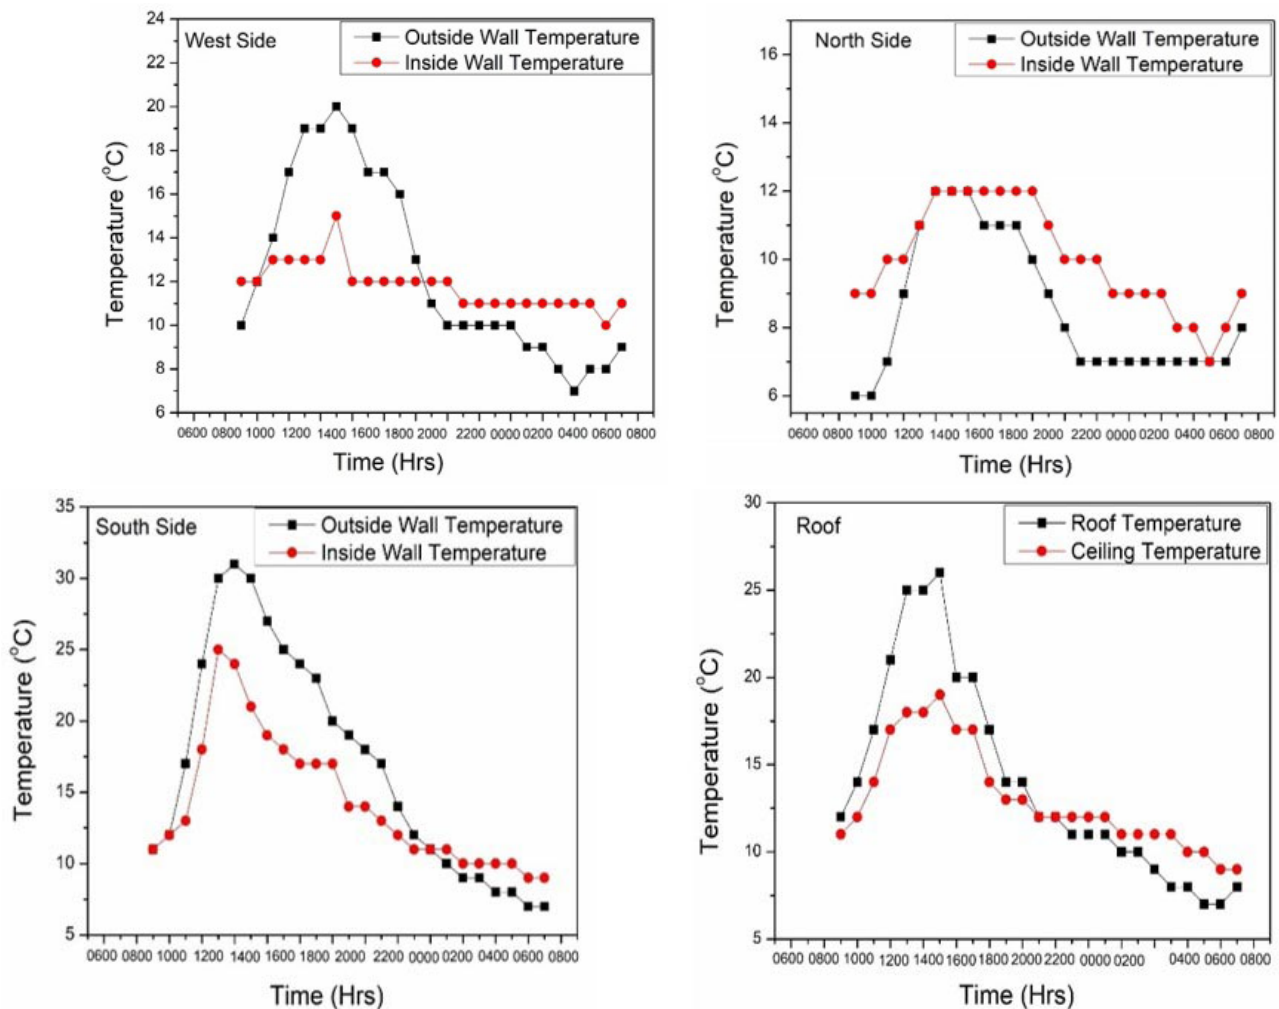 West Side
Outside Wall Temperature
Inside Wall Temperature
24
22
20
18
16
14
12
10
8
6
Temperature (°C)
0600 0800 1000 1200 1400 1600 1800 2000 2200 0000 0200 0400 0600 0800
Time (Hrs)
North Side
Outside Wall Temperature
Inside Wall Temperature
16
14
12
10
8
6
Temperature (°C)
0600 0800 1000 1200 1400 1600 1800 2000 2200 0000 0200 0400 0600 0800
Time (Hrs)
South Side
Outside Wall Temperature
Inside Wall Temperature
35
30
25
20
15
10
5
Temperature (°C)
0600 0800 1000 1200 1400 1600 1800 2000 2200 0000 0200 0400 0600 0800
Time (Hrs)
Roof
Roof Temperature
Ceiling Temperature
30
25
20
15
10
5
Temperature (°C)
0600 0800 1000 1200 1400 1600 1800 2000 2200 0000 0200 0400 0600 0800
Time (Hrs)